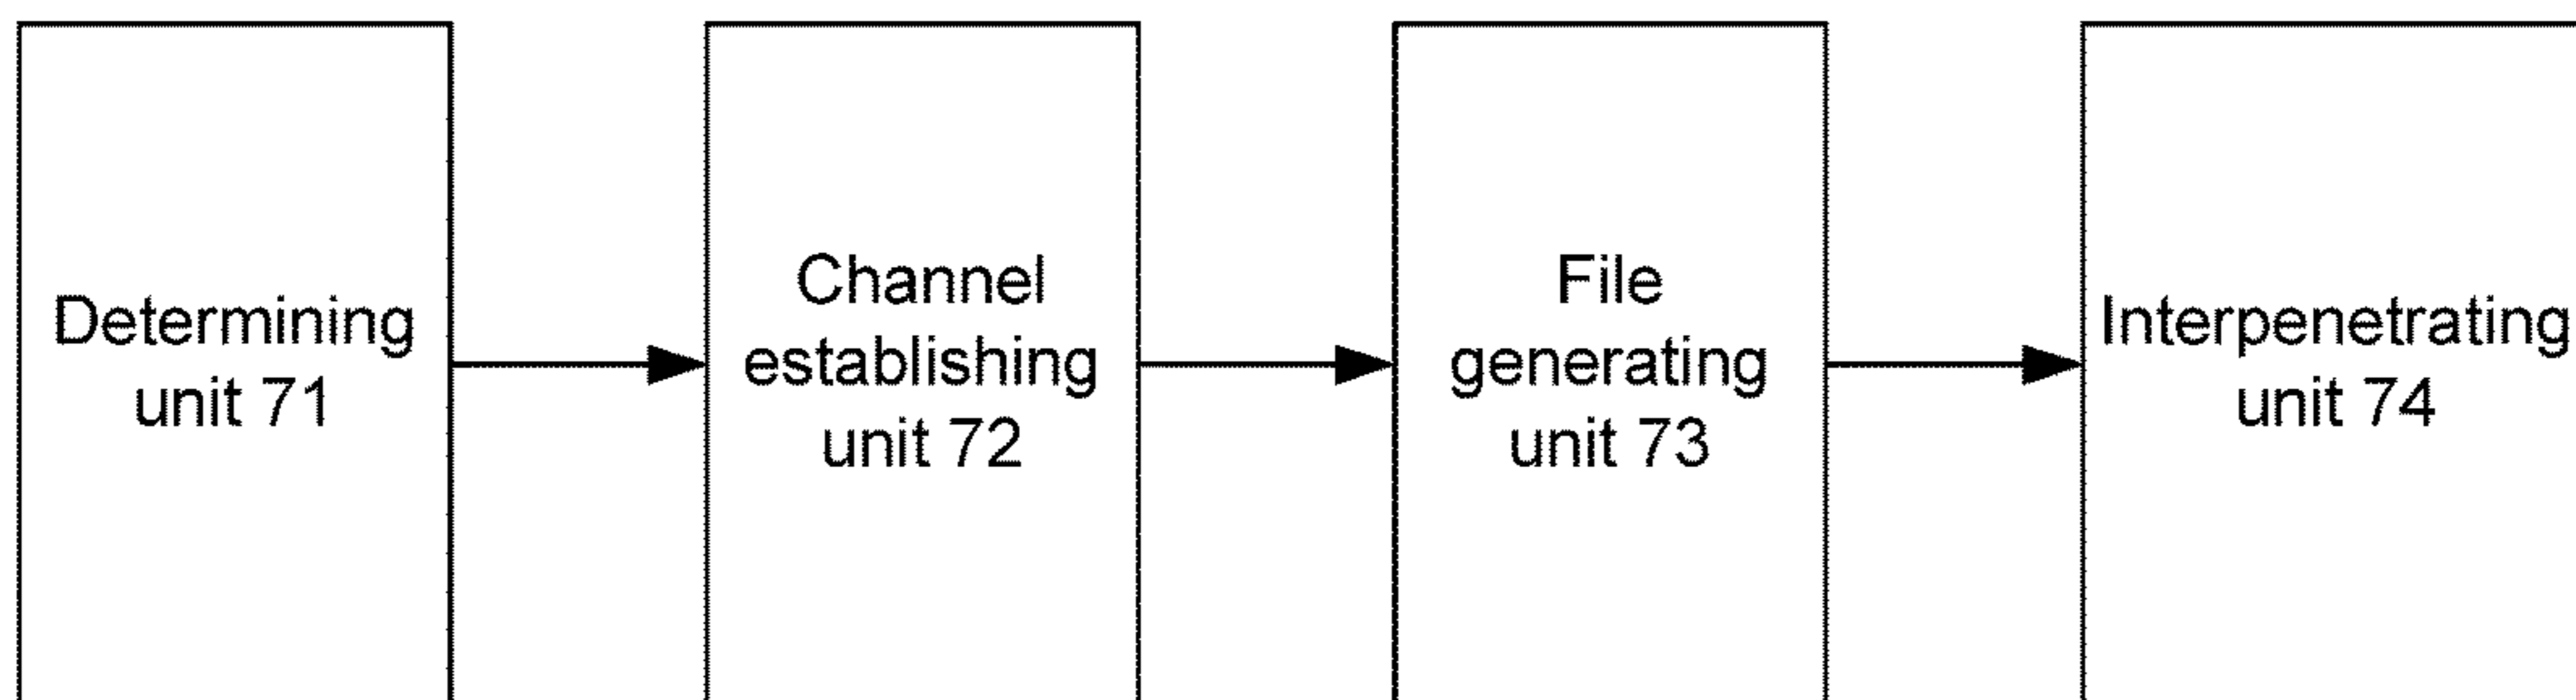 Determining
unit 71
Channel
establishing
unit 72
File
generating
unit 73
Interpenetrating
unit 74